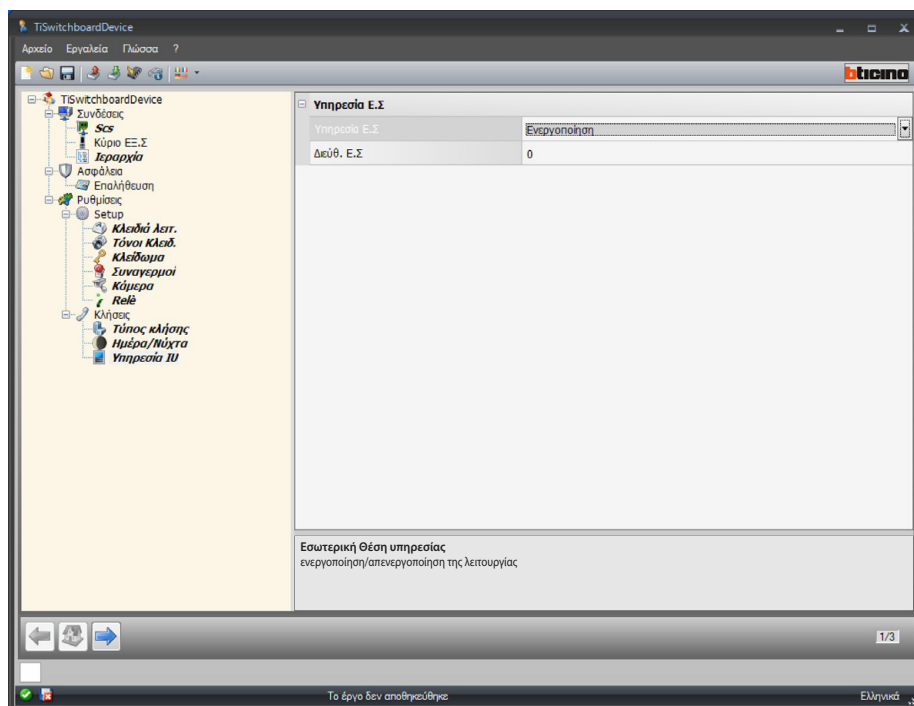 TiSwitchboardDevice
Αρχείο Εργαλεία Γλώσσα ?
bticino
TiSwitchboardDevice
Συνδέσεις
Scs
Κύριο ΕΞ.Σ
Ιεραρχία
Ασφάλεια
Επαλήθευση
Ρυθμίσεις
Setup
Κλειδιά λειτ.
Τόνοι Κλειδ.
Κλείδωμα
Συναγερμοί
Κάμερα
Relè
Κλήσεις
Τύπος κλήσης
Ημέρα/Νύχτα
Υπηρεσία IU
Υπηρεσία Ε.Σ
Υπηρεσία Ε.Σ Ενεργοποίηση
Διεύθ. Ε.Σ 0
Εσωτερική Θέση υπηρεσίας
ενεργοποίηση/απενεργοποίηση της λειτουργίας
1/3
Το έργο δεν αποθηκεύθηκε Ελληνικά